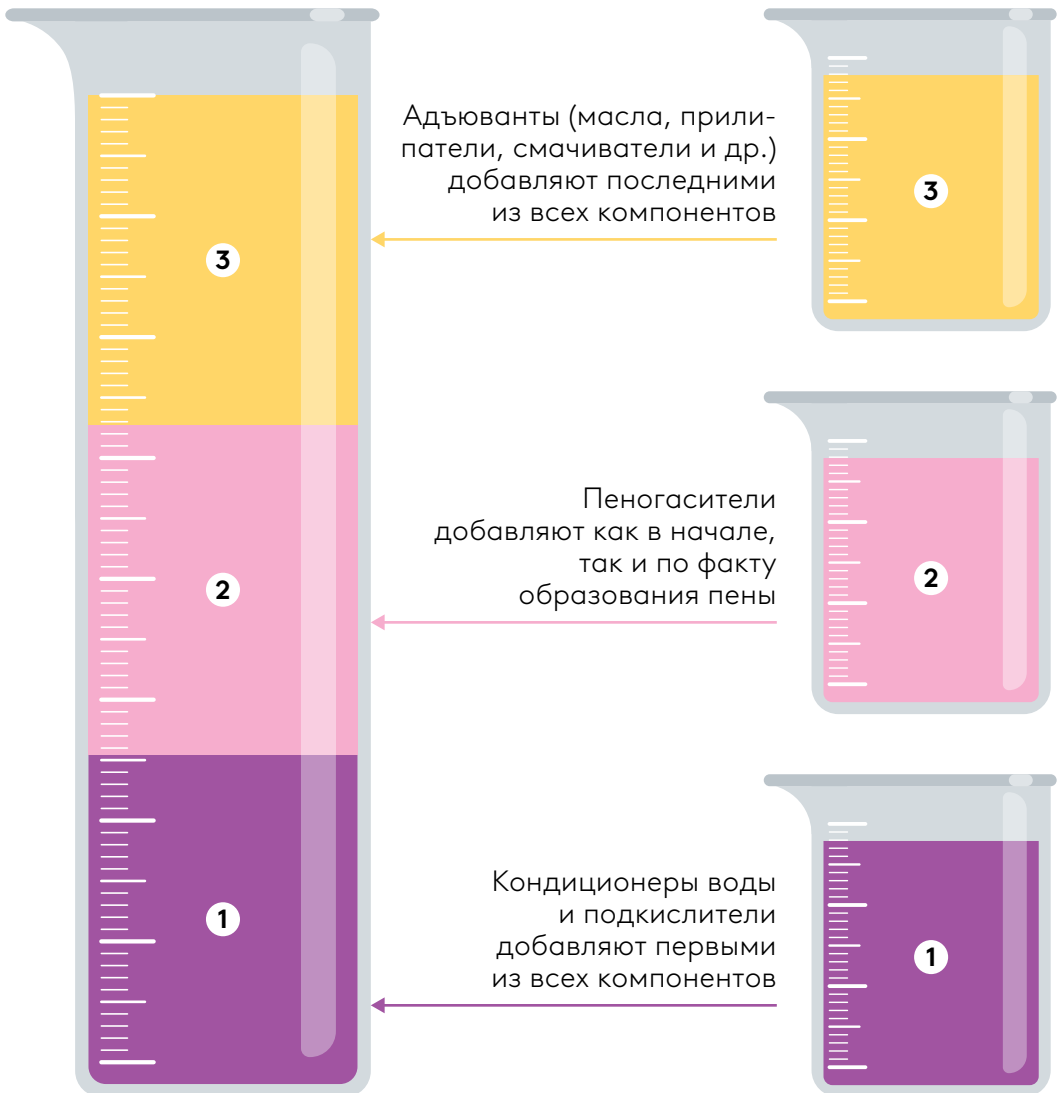 Адъюванты (масла, прили-
патели, смачиватели и др.)
добавляют последними
из всех компонентов
3
3
Пеногасители
добавляют как в начале,
так и по факту
образования пены
2
2
Кондиционеры воды
и подкислители
добавляют первыми
из всех компонентов
1
1